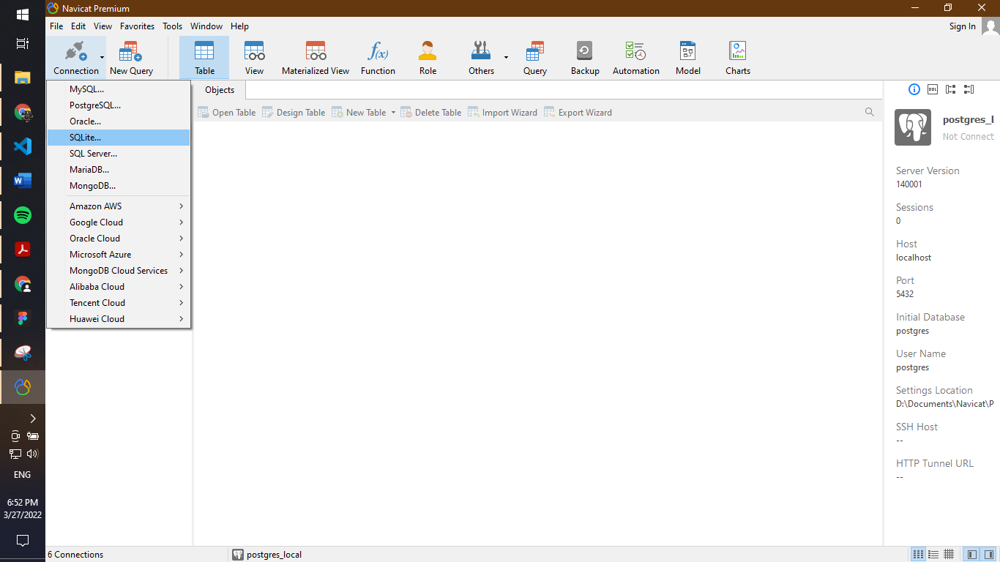 Navicat Premium
File Edit View Favorites Tools Window Help
Sign In
Connection
New Query
Table
View
Materialized View
Function
Role
Others
Query
Backup
Automation
Model
Charts
MySQL...
PostgreSQL...
Oracle...
SQLite...
SQL Server...
MariaDB...
MongoDB...
Amazon AWS
Google Cloud
Oracle Cloud
Microsoft Azure
MongoDB Cloud Services
Alibaba Cloud
Tencent Cloud
Huawei Cloud
Objects
Open Table Design Table New Table Delete Table Import Wizard Export Wizard
DDL
postgres_l
Not Connect
Server Version
140001
Sessions
0
Host
localhost
Port
5432
Initial Database
postgres
User Name
postgres
Settings Location
D:\Documents\Navicat\P
SSH Host
--
HTTP Tunnel URL
--
ENG
6:52 PM
3/27/2022
6 Connections
postgres_local